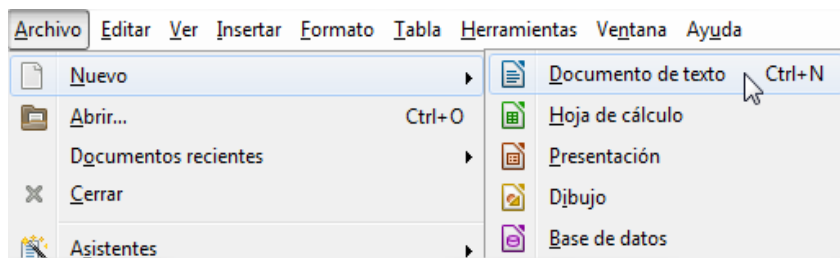 Archivo Editar Ver Insertar Formato Tabla Herramientas Ventana Ayuda
Nuevo
Abrir... Ctrl+O
Documentos recientes
Cerrar
Asistentes
Documento de texto Ctrl+N
Hoja de cálculo
Presentación
Dibujo
Base de datos